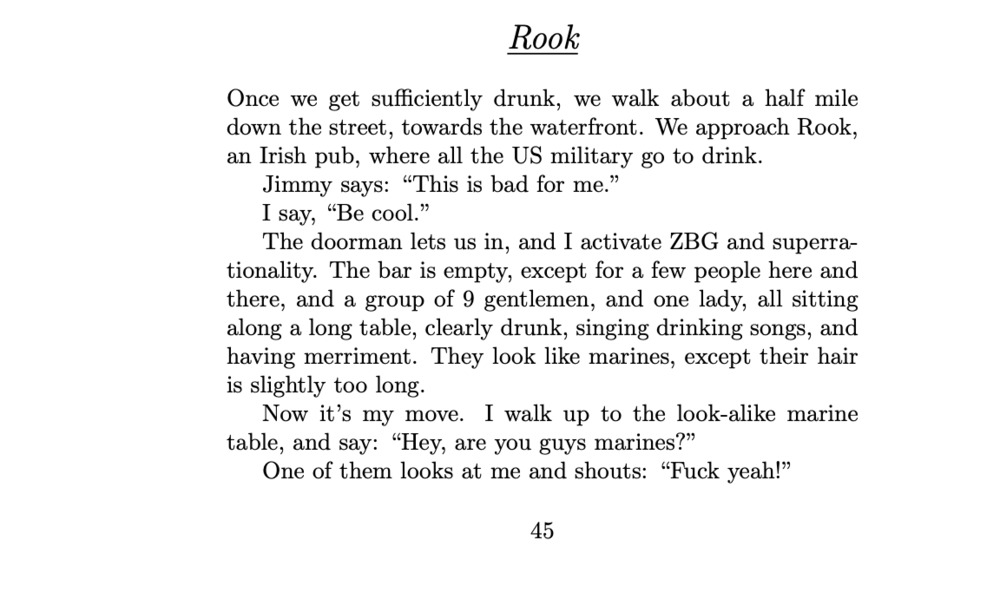 Rook
Once we get sufficiently drunk, we walk about a half mile
down the street, towards the waterfront. We approach Rook,
an Irish pub, where all the US military go to drink.
Jimmy says: “This is bad for me.”
I say, “Be cool.”
The doorman lets us in, and I activate ZBG and superra-
tionality. The bar is empty, except for a few people here and
there, and a group of 9 gentlemen, and one lady, all sitting
along a long table, clearly drunk, singing drinking songs, and
having merriment. They look like marines, except their hair
is slightly too long.
Now it’s my move. I walk up to the look-alike marine
table, and say: “Hey, are you guys marines?”
One of them looks at me and shouts: “Fuck yeah!”
45